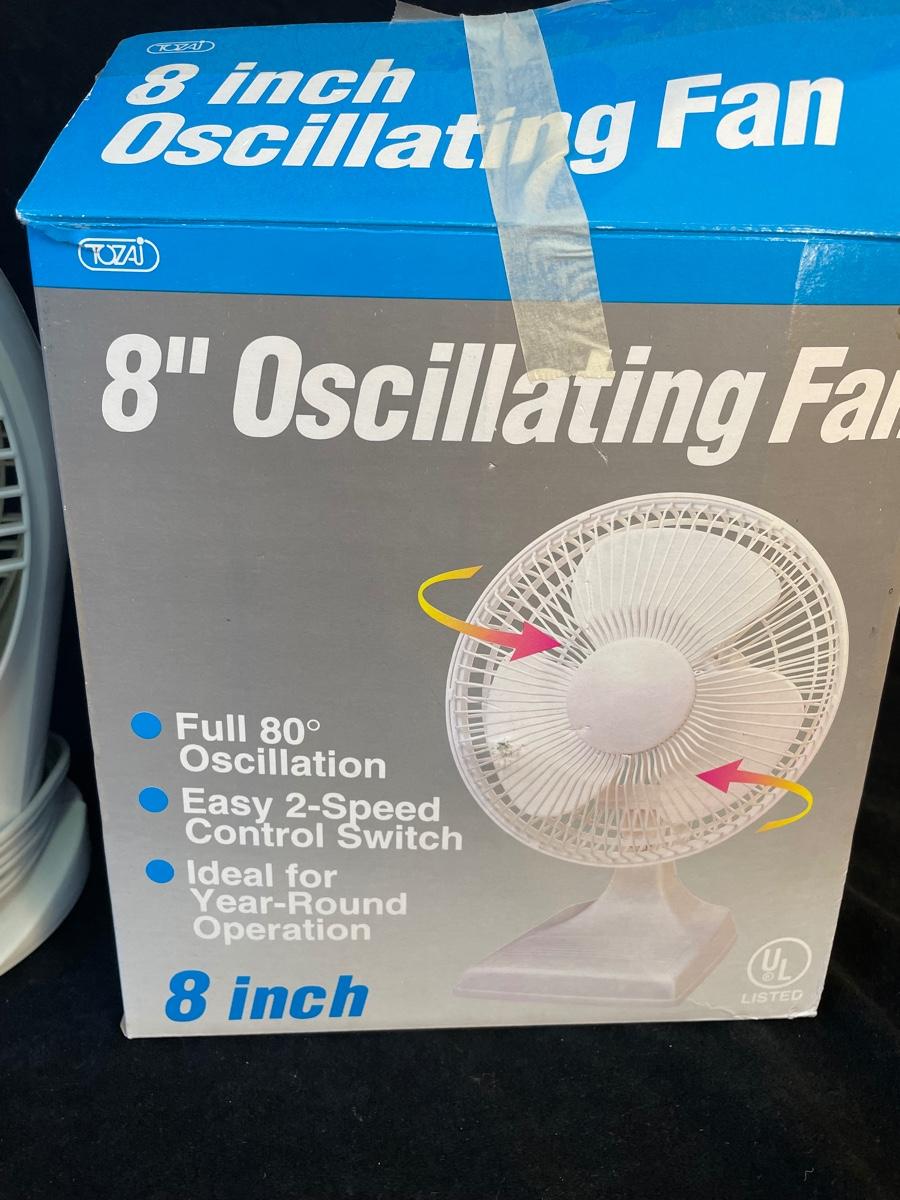 TOZAI
8 inch
Oscillating Fan
TOZAI
8" Oscillating Fan
Full 80°
Oscillation
Easy 2-Speed
Control Switch
Ideal for
Year-Round
Operation
8 inch
UL
®
LISTED